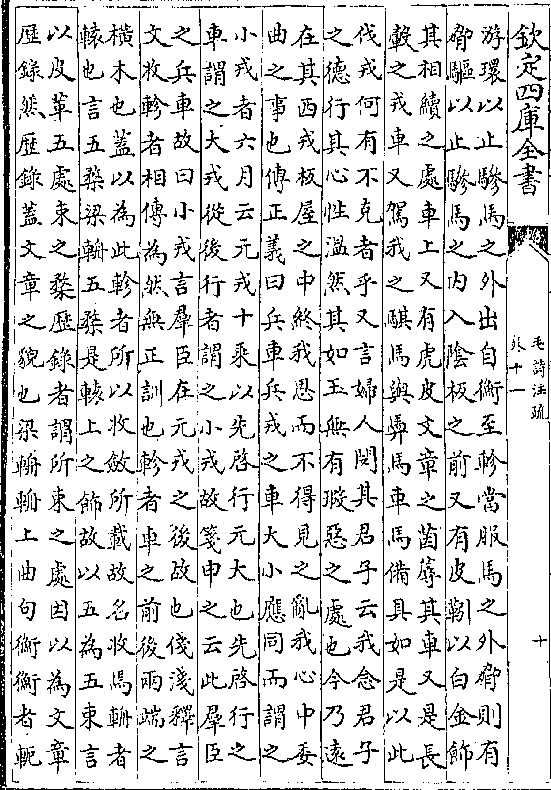 欽定四庫全書
毛詩注疏
卷十一
十
游環以止驂馬之外出自衡至軫當服馬之外脅則有
脅驅以止驂馬之內入陰板之前又有皮靷以白金飾
其相續之處車上又有虎皮文章之茵蓐其車又是長
轂之戎車又駕我之騏馬與馵馬車馬備具如是以此
伐戎何有不克者乎又言婦人閔其君子云我念君子
之德行其心性溫然其如玉無有瑕惡之處也今乃遠
在其西戎板屋之中終我思而不得見之亂我心中委
曲之事也傳正義曰兵車兵戎之車大小應同而謂之
小戎者六月云元戎十乘以先啓行元大也先啓行之
車謂之大戎從後行者謂之小戎故箋申之云此羣臣
之兵車故曰小戎言羣臣在元戎之後故也俴淺釋言
文收軫者相傳為然無正訓也軫者車之前後兩端之
橫木也蓋以為此軫者所以收斂所載故名收焉輈者
轅也言五楘梁輈五楘是轅上之飾故以五為五束言
以皮革五處束之楘歴錄者謂所束之處因以為文章
歴錄然歴錄蓋文章之貌也梁輈輈上曲句衡衡者軛